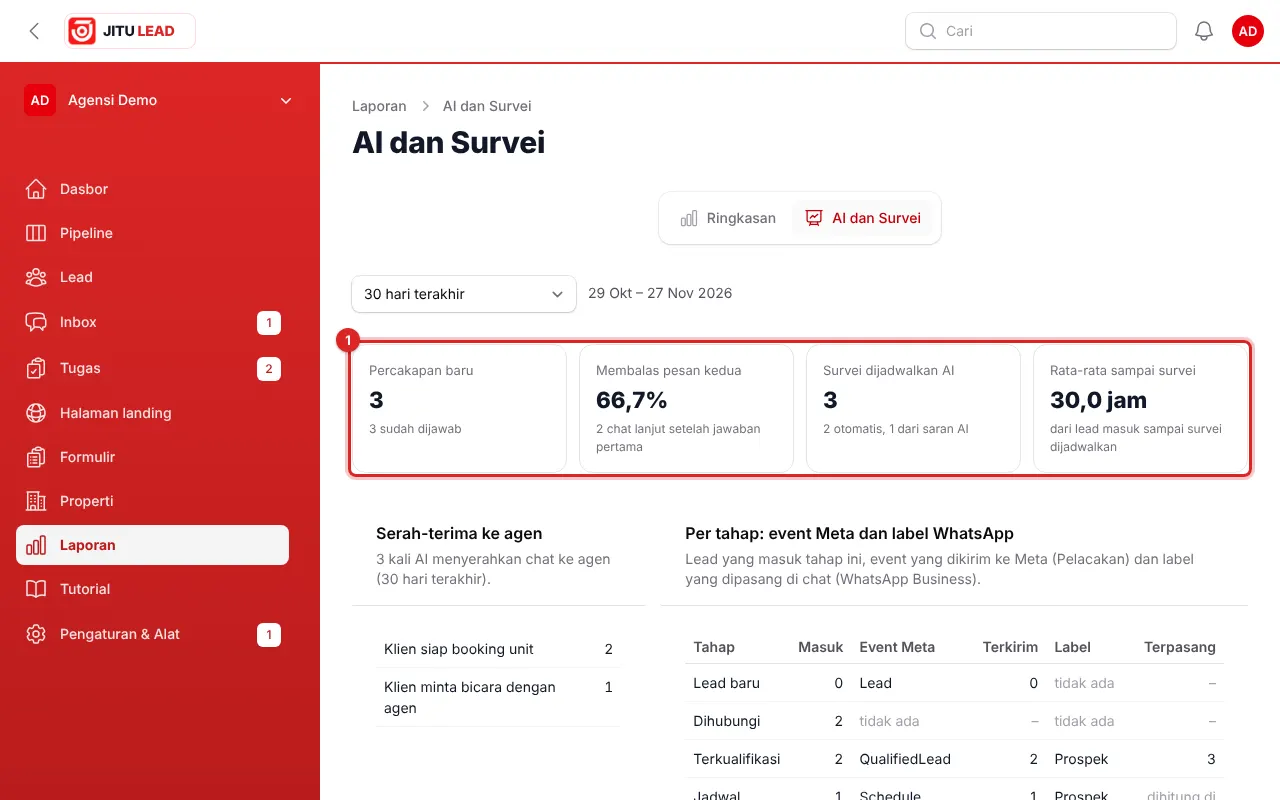 JITU LEAD
Cari
AD
AD
Agensi Demo
Dasbor
Pipeline
Lead
Inbox
1
Tugas
2
Halaman landing
Formulir
Properti
Laporan
Tutorial
Pengaturan & Alat
1
Laporan
AI dan Survei
AI dan Survei
Ringkasan
AI dan Survei
30 hari terakhir
29 Okt – 27 Nov 2026
1
Percakapan baru
3
3 sudah dijawab
Membalas pesan kedua
66,7%
2 chat lanjut setelah jawaban
pertama
Survei dijadwalkan AI
3
2 otomatis, 1 dari saran AI
Rata-rata sampai survei
30,0 jam
dari lead masuk sampai survei
dijadwalkan
Serah-terima ke agen
3 kali AI menyerahkan chat ke agen
(30 hari terakhir).
Klien siap booking unit 2
Klien minta bicara dengan 1
agen
Per tahap: event Meta dan label WhatsApp
Lead yang masuk tahap ini, event yang dikirim ke Meta (Pelacakan) dan label
yang dipasang di chat (WhatsApp Business).
Tahap Masuk Event Meta Terkirim Label Terpasang
Lead baru 0 Lead 0 tidak ada –
Dihubungi 2 tidak ada – tidak ada –
Terkualifikasi 2 QualifiedLead 2 Prospek 3
Jadwal 1 Schedule 1 Prospek dihitung di